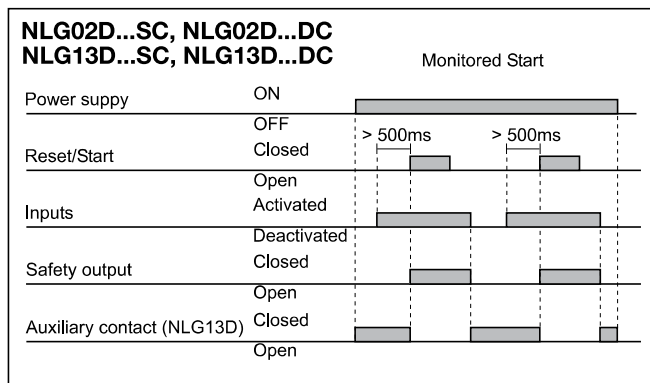 NLG02D...SC, NLG02D...DC
NLG13D...SC, NLG13D...DC
Monitored Start
Power suppy
ON
OFF
> 500ms
> 500ms
Reset/Start
Closed
Open
Inputs
Activated
Deactivated
Safety output
Closed
Open
Auxiliary contact (NLG13D)
Closed
Open